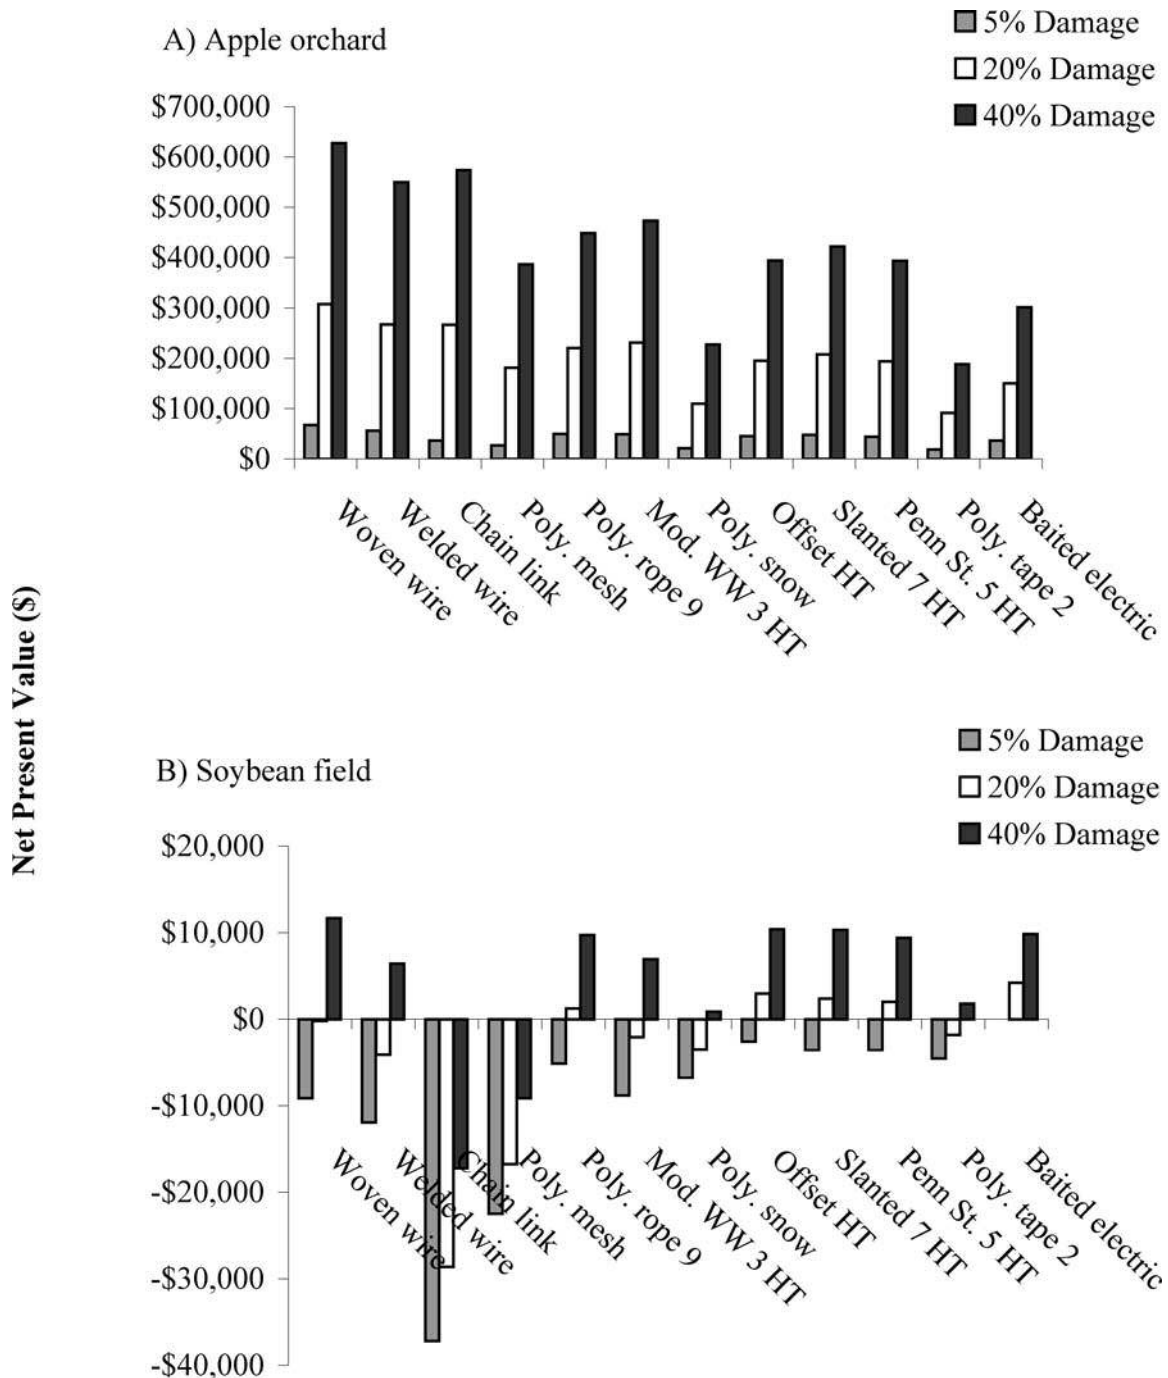 A) Apple orchard
5% Damage
20% Damage
40% Damage
$700,000
$600,000
$500,000
$400,000
$300,000
$200,000
$100,000
$0
Woven wire
Welded wire
Chain link
Poly. mesh
Poly. rope 9
Mod. WW 3 HT
Poly. snow
Offset HT
Slanted 7 HT
Penn St. 5 HT
Poly. tape 2
Baited electric
Net Present Value ($)
B) Soybean field
5% Damage
20% Damage
40% Damage
$20,000
$10,000
$0
-$10,000
-$20,000
-$30,000
-$40,000
Woven wire
Welded wire
Chain link
Poly. mesh
Poly. rope 9
Mod. WW 3 HT
Poly. snow
Offset HT
Slanted 7 HT
Penn St. 5 HT
Poly. tape 2
Baited electric